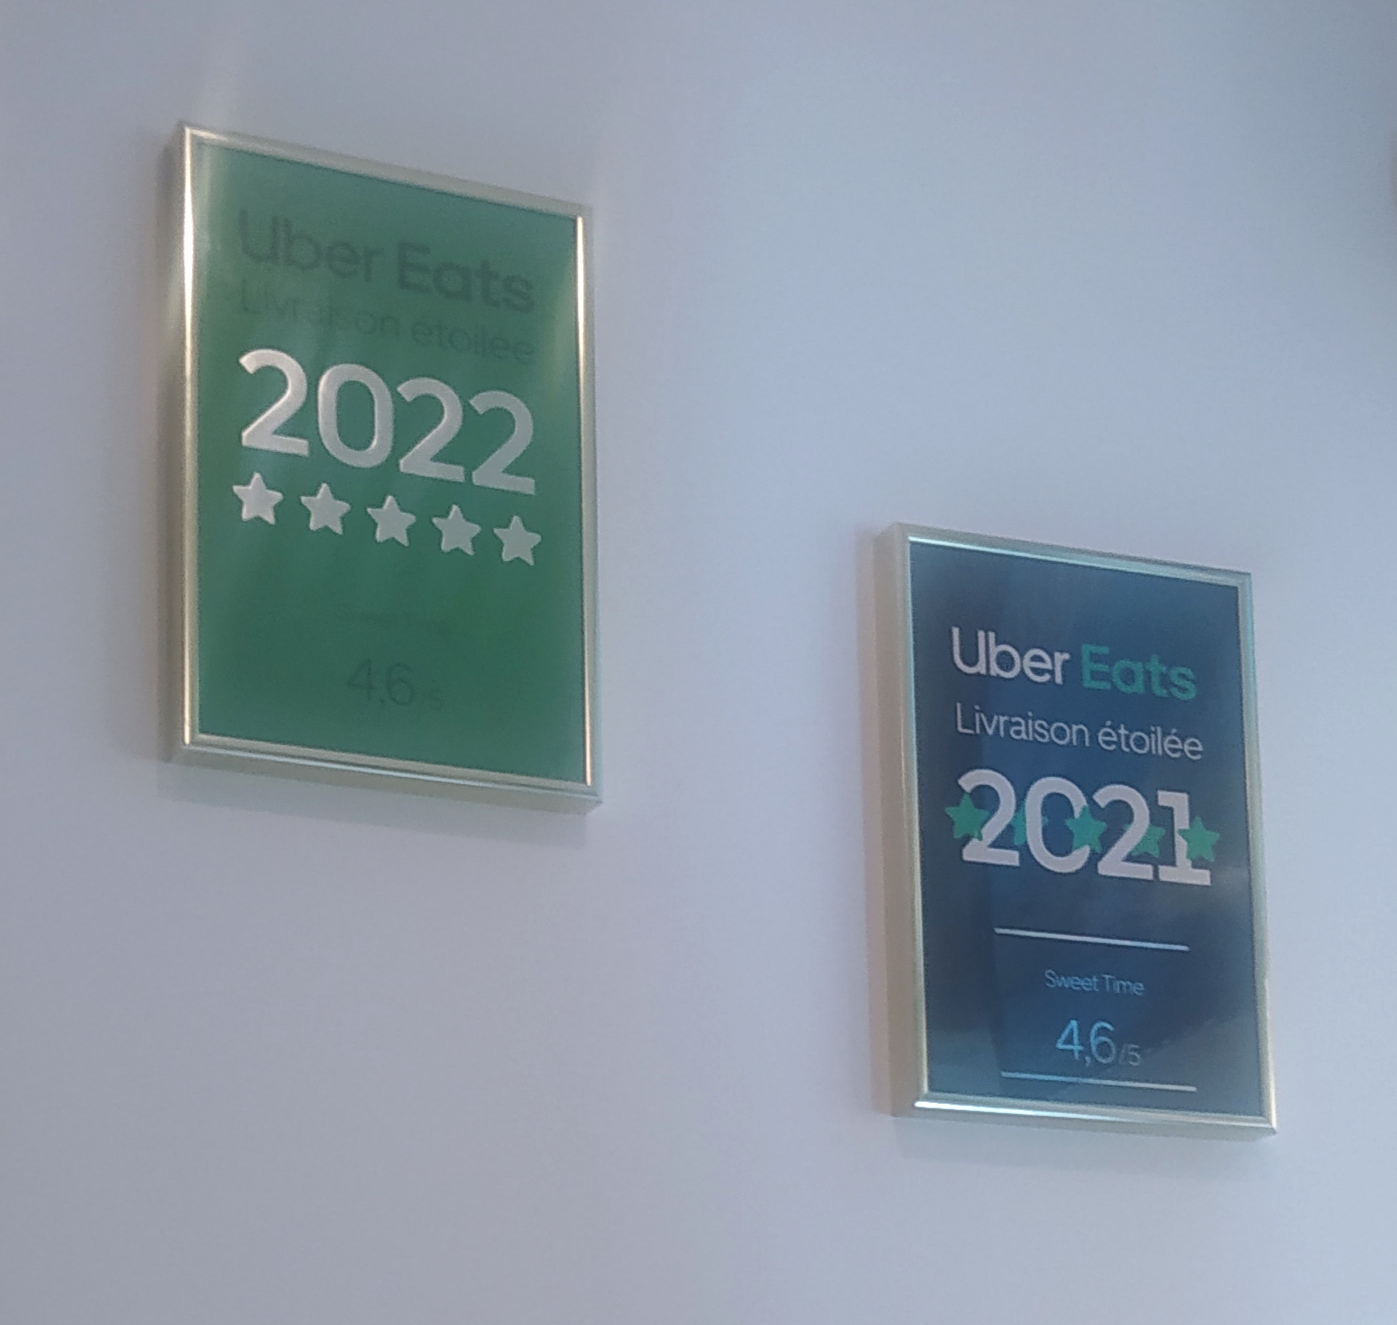 Uber Eats
Livraison étoilée
2022
4,6 /5
Uber Eats
Livraison étoilée
2021
Sweet Time
4,6 /5